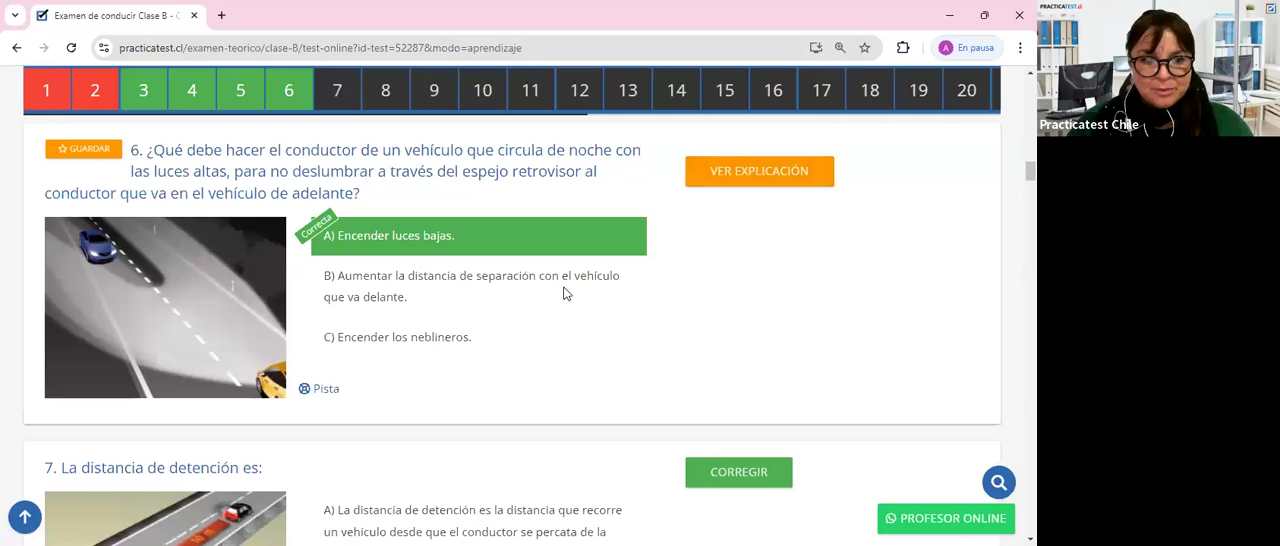 Examen de conducir Clase B - C
practicatest.cl/examen-teorico/clase-B/test-online?id-test=52287&modo=aprendizaje
A
En pausa
1 2 3 4 5 6 7 8 9 10 11 12 13 14 15 16 17 18 19 20
GUARDAR
6. ¿Qué debe hacer el conductor de un vehículo que circula de noche con
las luces altas, para no deslumbrar a través del espejo retrovisor al
conductor que va en el vehículo de adelante?
VER EXPLICACIÓN
Correcta
A) Encender luces bajas.
B) Aumentar la distancia de separación con el vehículo
que va delante.
C) Encender los neblineros.
Pista
7. La distancia de detención es:
CORREGIR
A) La distancia de detención es la distancia que recorre
un vehículo desde que el conductor se percata de la
PROFESOR ONLINE
PRACTICATEST.cl
Practicatest Chile